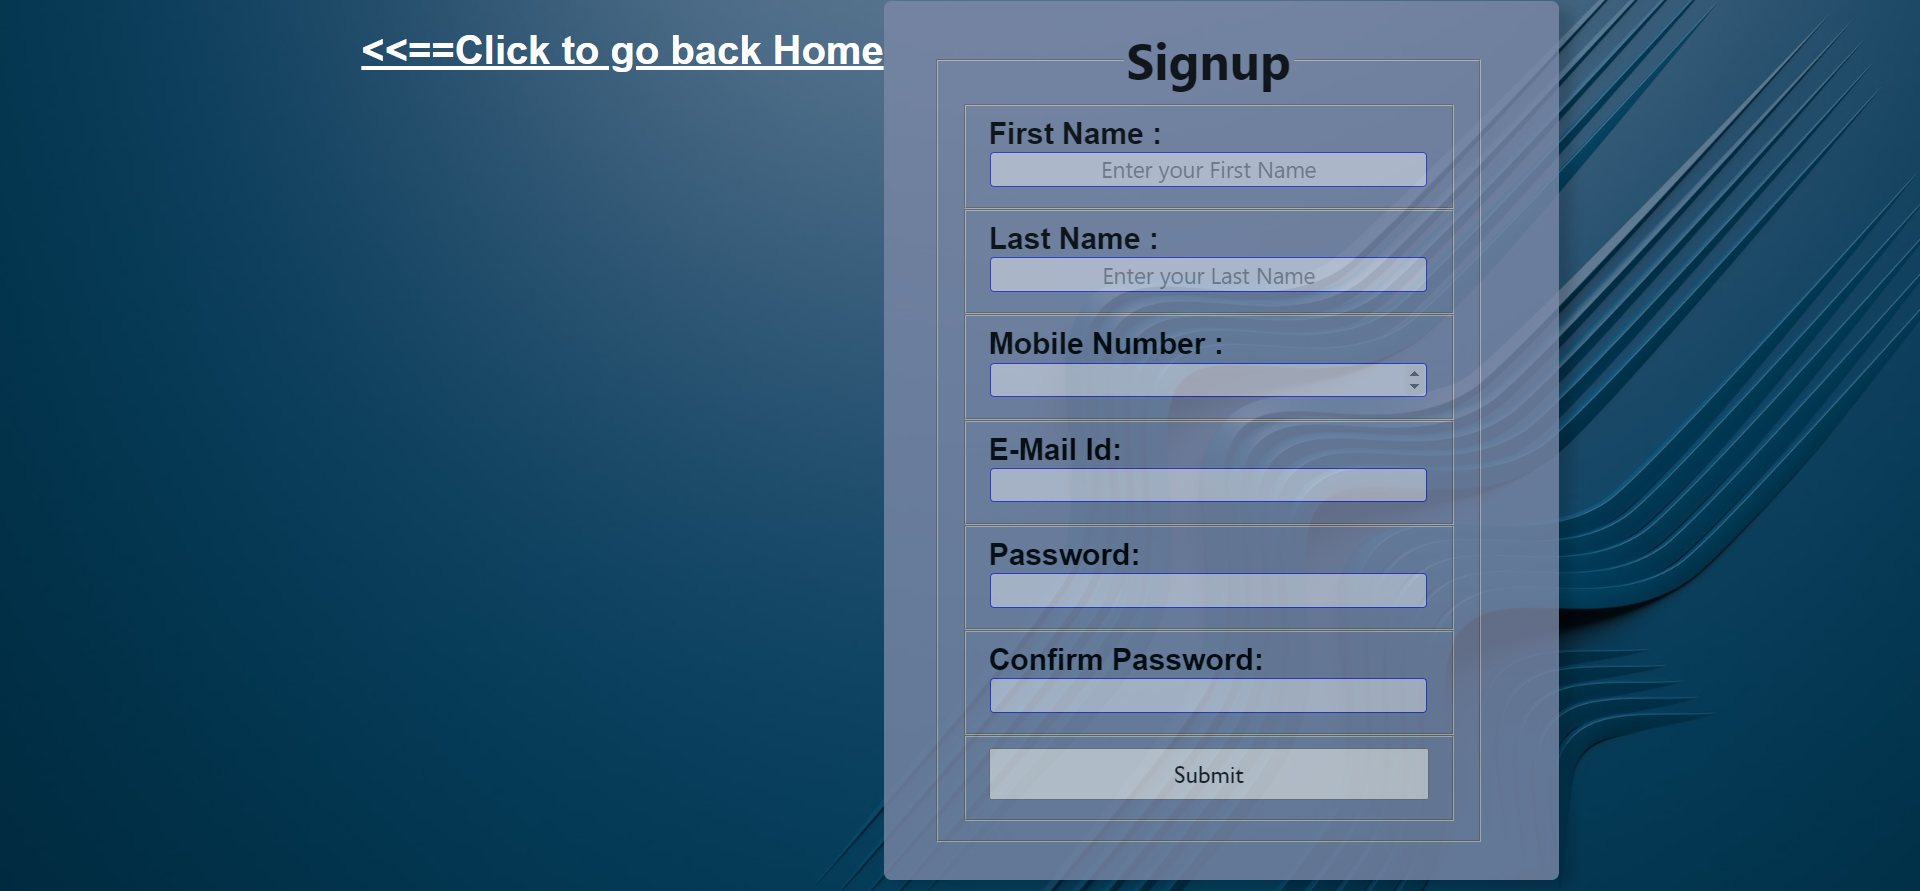 <<==Click to go back Home
Signup
First Name :
Enter your First Name
Last Name :
Enter your Last Name
Mobile Number :
E-Mail Id:
Password:
Confirm Password:
Submit